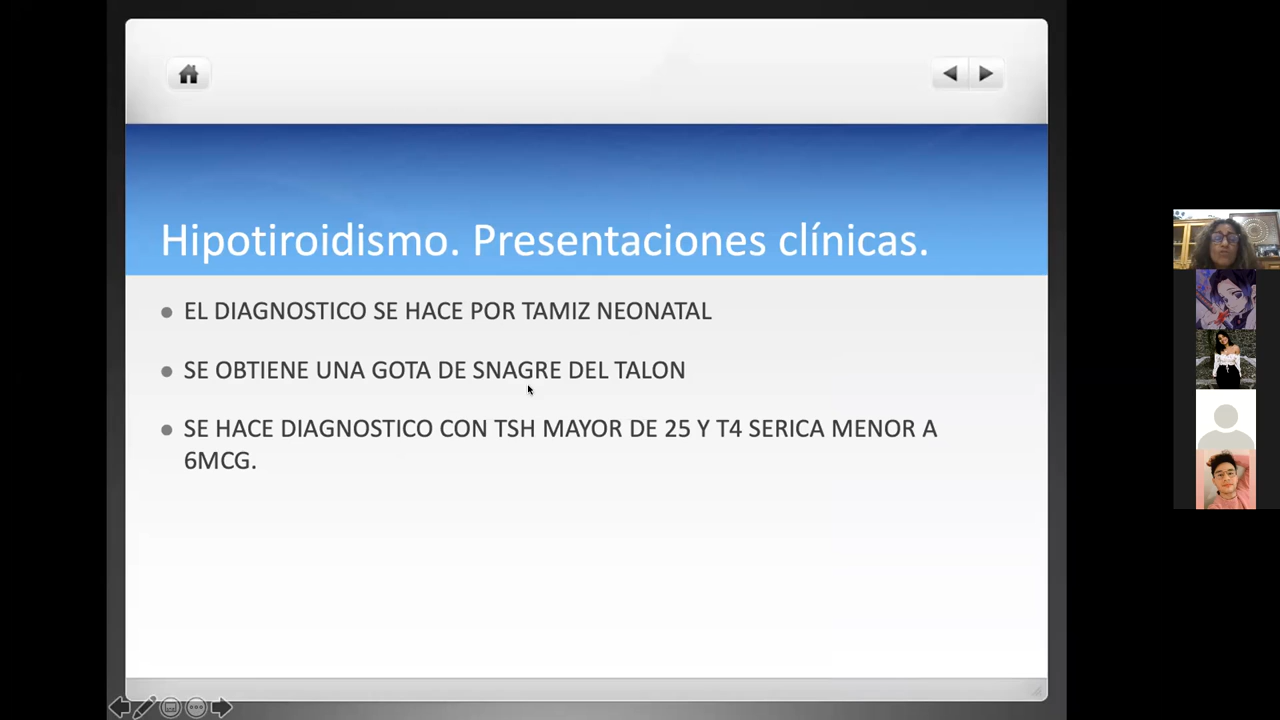 Hipotiroidismo. Presentaciones clínicas.
EL DIAGNOSTICO SE HACE POR TAMIZ NEONATAL
SE OBTIENE UNA GOTA DE SNAGRE DEL TALON
SE HACE DIAGNOSTICO CON TSH MAYOR DE 25 Y T4 SERICA MENOR A
6MCG.